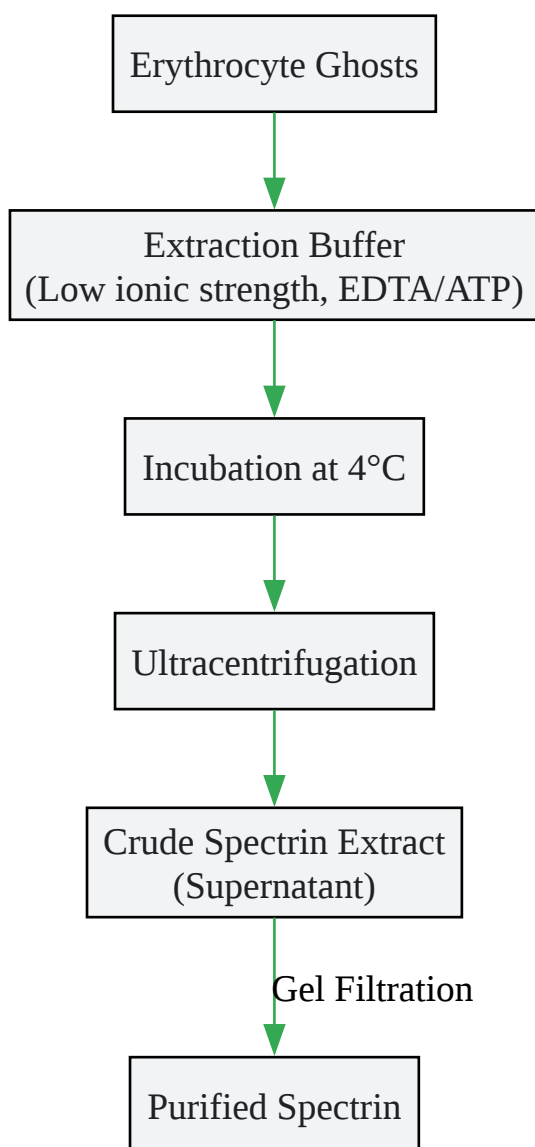 Erythrocyte Ghosts
Extraction Buffer
(Low ionic strength, EDTA/ATP)
Incubation at 4°C
Ultracentrifugation
Crude Spectrin Extract
(Supernatant)
Gel Filtration
Purified Spectrin